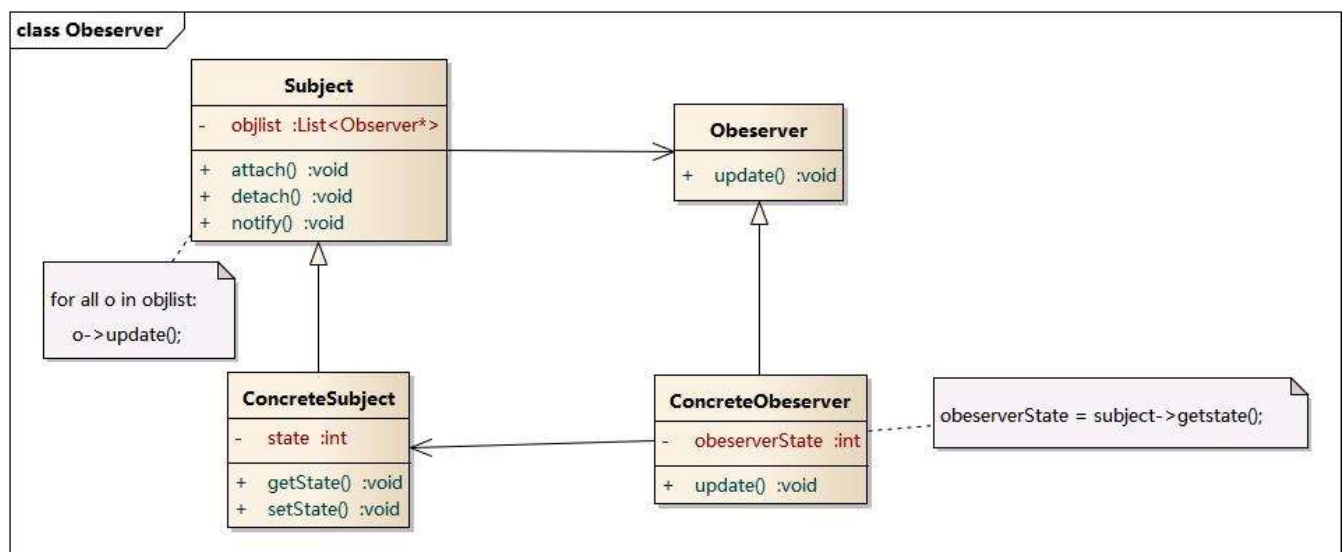 class Obeserver
Subject
- objlist :List<Observer*>
+ attach() :void
+ detach() :void
+ notify() :void
Obeserver
+ update() :void
for all o in objlist:
o->update();
ConcreteSubject
- state :int
+ getState() :void
+ setState() :void
ConcreteObeserver
- obeserverState :int
+ update() :void
obeserverState = subject->getstate();